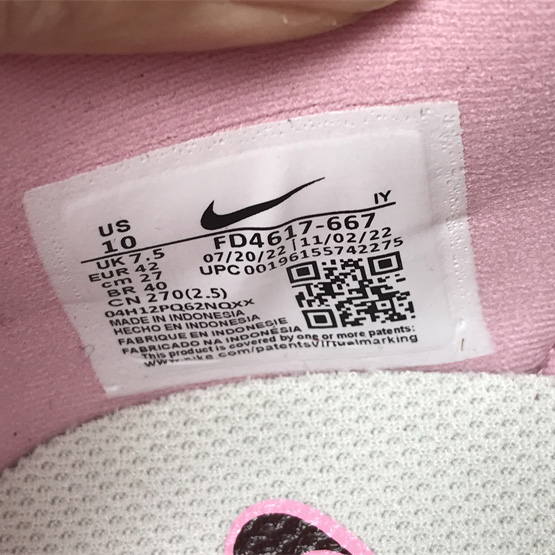 IY
US
10
UK 7.5
EUR 42
cm 27
BR 40
CN 270(2.5)
FD4617-667
07/20/22 | 11/02/22
UPC 00196155742275
04H12PQ62NQXX
MADE IN INDONESIA
HECHO EN INDONESIA
FABRIQUE EN INDONESIE
FABRICADO NA INDONÉSIA
This product is covered by one or more patents:
www.nike.com/patentsvirtualmarking